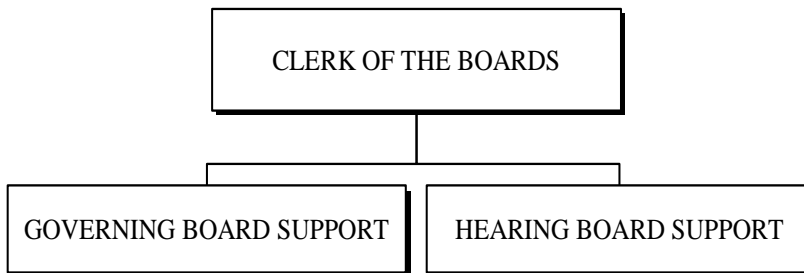 CLERK OF THE BOARDS
GOVERNING BOARD SUPPORT
HEARING BOARD SUPPORT